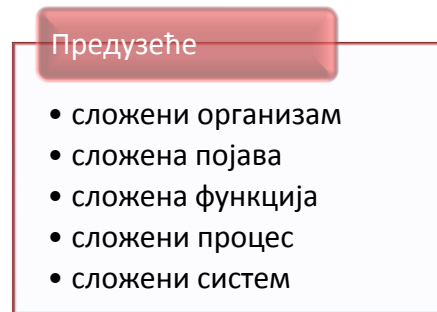 Предузеће
• сложени организам
• сложена појава
• сложена функција
• сложени процес
• сложени систем